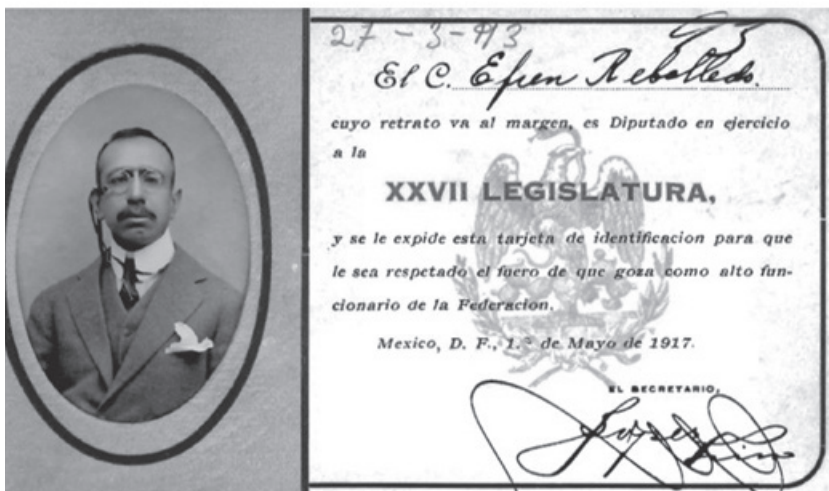 27-3-913
El C. Efren Rebolledo.
cuyo retrato va al margen, es Diputado en ejercicio
a la
XXVII LEGISLATURA,
y se le expide esta tarjeta de identificacion para que
le sea respetado el fuero de que goza como alto fun-
cionario de la Federacion.
Mexico, D. F., 1.º de Mayo de 1917.
EL SECRETARIO,